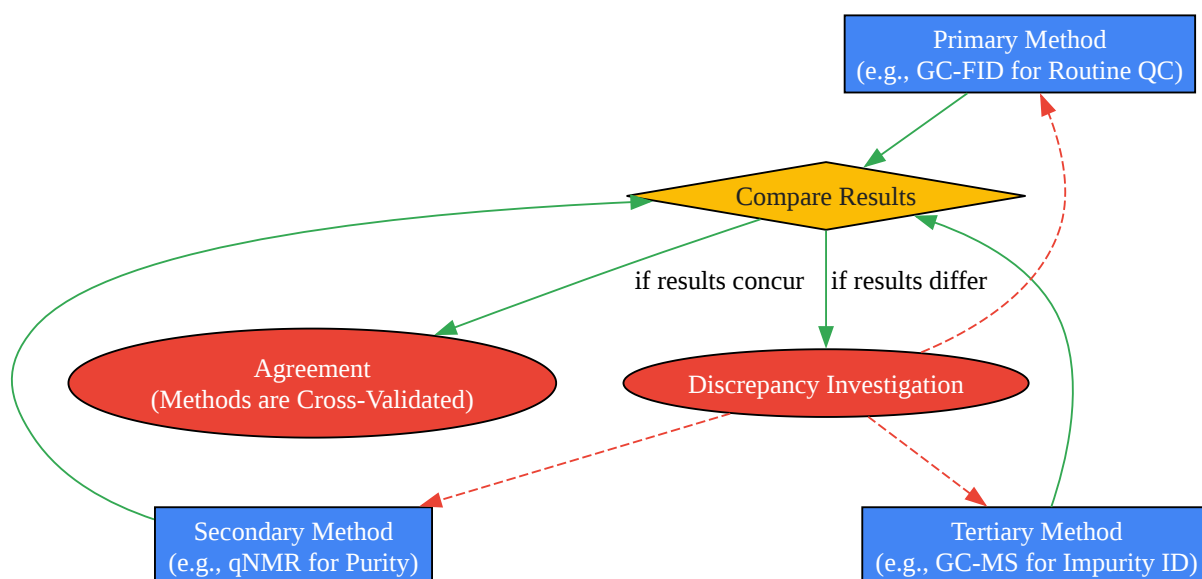 Primary Method
(e.g., GC-FID for Routine QC)
Compare Results
if results concur
if results differ
Agreement
(Methods are Cross-Validated)
Discrepancy Investigation
Secondary Method
(e.g., qNMR for Purity)
Tertiary Method
(e.g., GC-MS for Impurity ID)